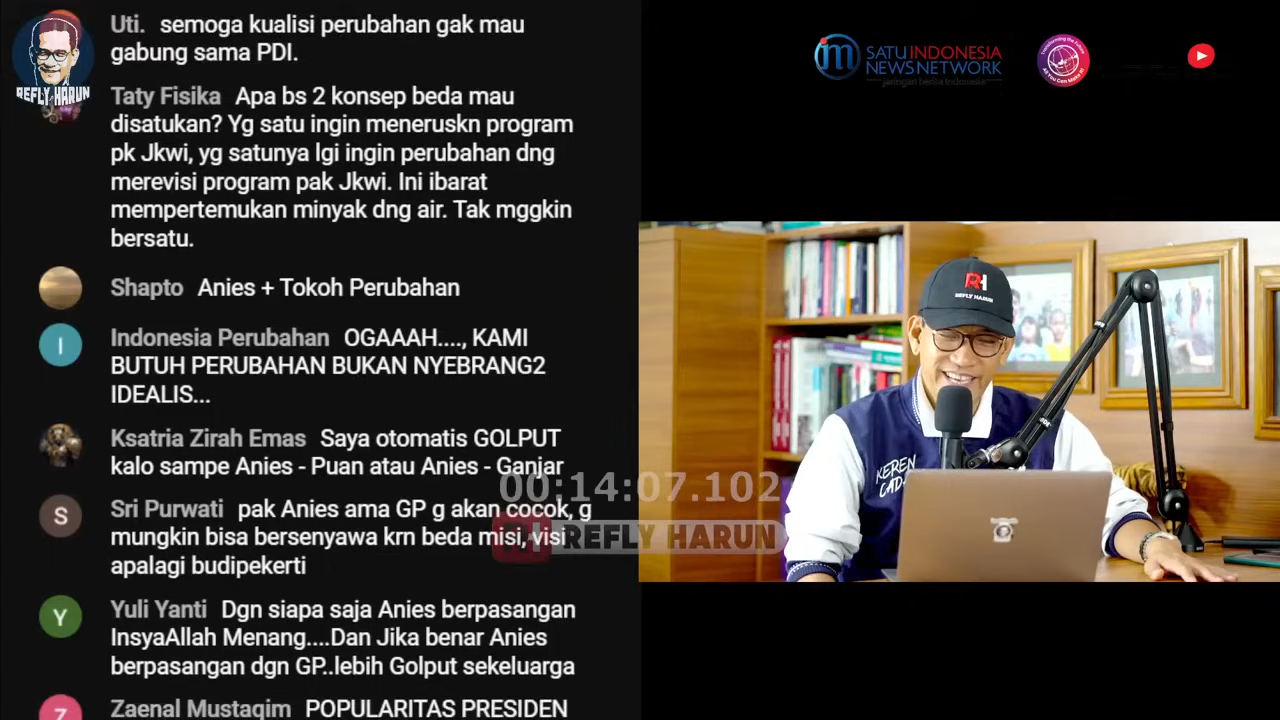 REFLY HARUN
Uti. semoga kualisi perubahan gak mau
gabung sama PDI.
Taty Fisika Apa bs 2 konsep beda mau
disatukan? Yg satu ingin meneruskn program
pk Jkwi, yg satunya lgi ingin perubahan dng
merevisi program pak Jkwi. Ini ibarat
mempertemukan minyak dng air. Tak mggkin
bersatu.
Shapto Anies + Tokoh Perubahan
I
Indonesia Perubahan OGAAAH...., KAMI
BUTUH PERUBAHAN BUKAN NYEBRANG2
IDEALIS...
Ksatria Zirah Emas Saya otomatis GOLPUT
kalo sampe Anies - Puan atau Anies - Ganjar
S
Sri Purwati pak Anies ama GP g akan cocok, g
mungkin bisa bersenyawa krn beda misi, visi
apalagi budipekerti
Y
Yuli Yanti Dgn siapa saja Anies berpasangan
InsyaAllah Menang....Dan Jika benar Anies
berpasangan dgn GP..lebih Golput sekeluarga
Z
Zaenal Mustaqim POPULARITAS PRESIDEN
SATU INDONESIA
NEWS NETWORK
jaringan berita Indonesia
RH
REFLY HARUN
KEREN
00:14:07.102
RH REFLY HARUN